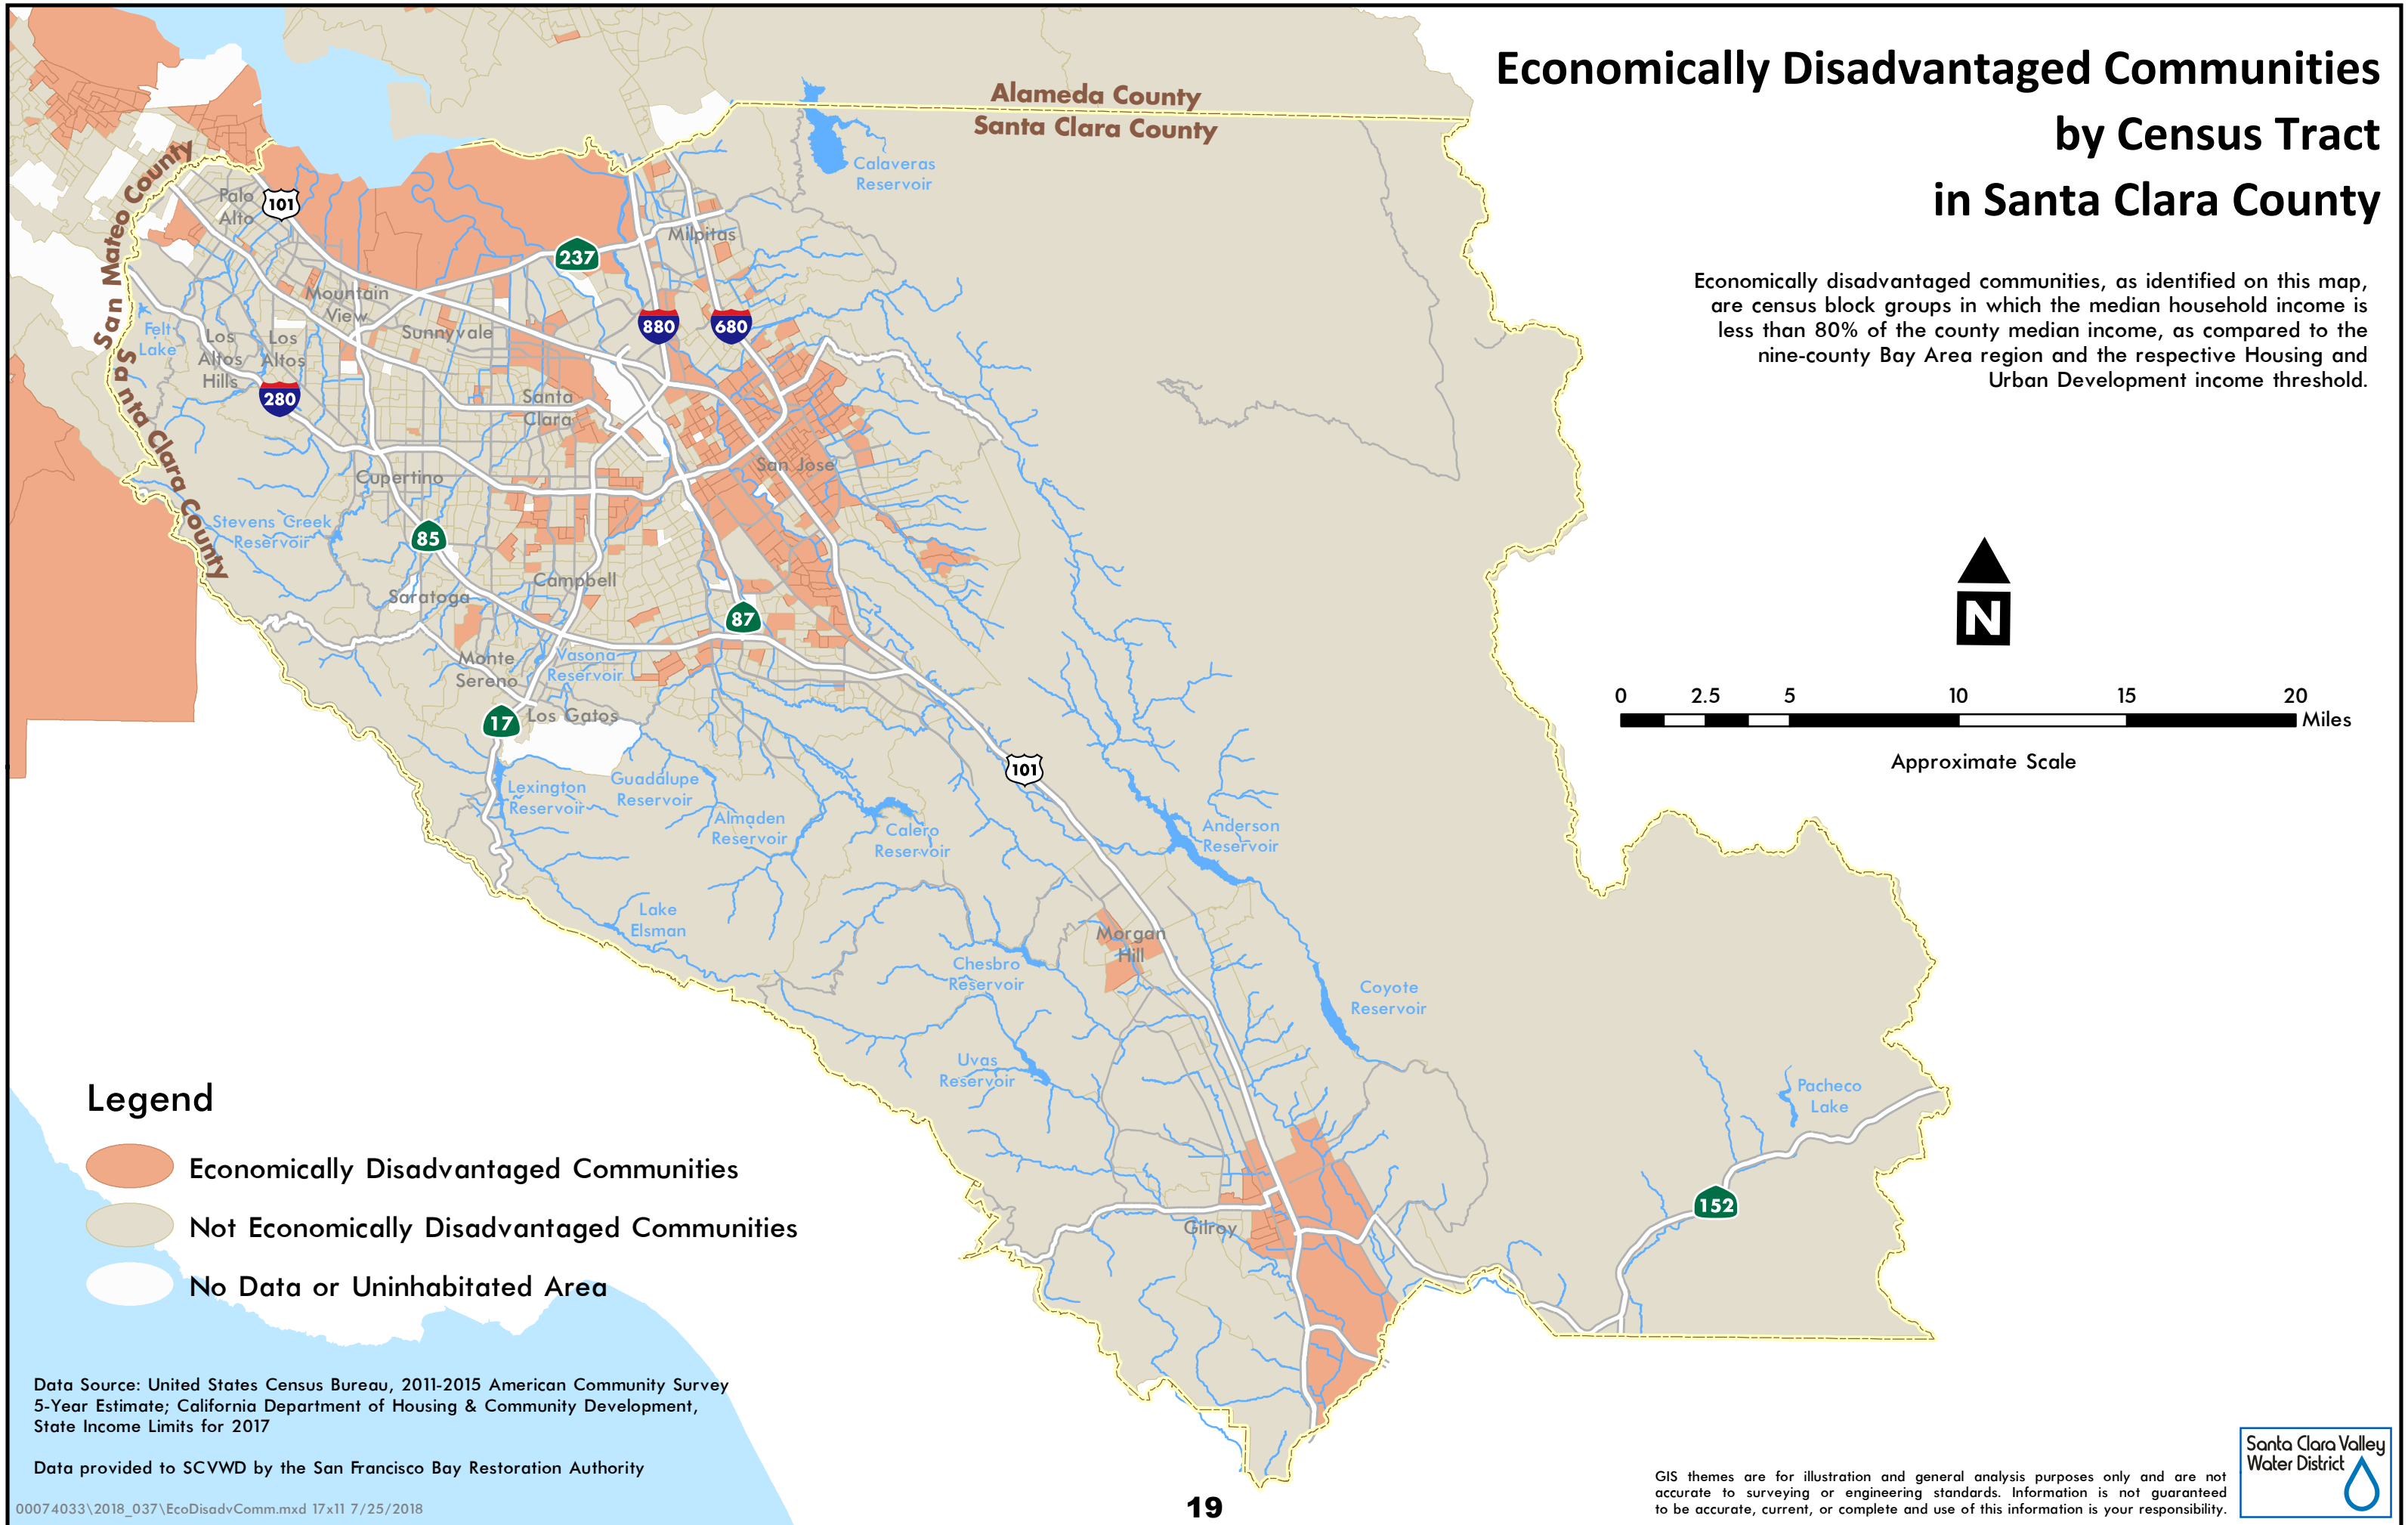 Economically Disadvantaged Communities
by Census Tract
in Santa Clara County
Economically disadvantaged communities, as identified on this map,
are census block groups in which the median household income is
less than 80% of the county median income, as compared to the
nine-county Bay Area region and the respective Housing and
Urban Development income threshold.
Alameda County
Santa Clara County
San Mateo County
Santa Clara County
Calaveras
Reservoir
Palo
Alto
101
237
Milpitas
Mountain
View
Sunnyvale
880
680
Felt
Lake
Los
Altos
Hills
Los
Altos
280
Santa
Clara
San Jose
Cupertino
Stevens Creek
Reservoir
85
Campbell
Saratoga
87
Monte
Sereno
Vasona
Reservoir
17
Los Gatos
101
Lexington
Reservoir
Guadalupe
Reservoir
Almaden
Reservoir
Calero
Reservoir
Anderson
Reservoir
Lake
Elsman
Morgan
Hill
Chesbro
Reservoir
Coyote
Reservoir
Uvas
Reservoir
Pacheco
Lake
152
Gilroy
N
0 2.5 5 10 15 20
Miles
Approximate Scale
Legend
Economically Disadvantaged Communities
Not Economically Disadvantaged Communities
No Data or Uninhabitated Area
Data Source: United States Census Bureau, 2011-2015 American Community Survey
5-Year Estimate; California Department of Housing & Community Development,
State Income Limits for 2017
Data provided to SCVWD by the San Francisco Bay Restoration Authority
00074033\2018_037\EcoDisadvComm.mxd 17x11 7/25/2018
19
GIS themes are for illustration and general analysis purposes only and are not
accurate to surveying or engineering standards. Information is not guaranteed
to be accurate, current, or complete and use of this information is your responsibility.
Santa Clara Valley
Water District